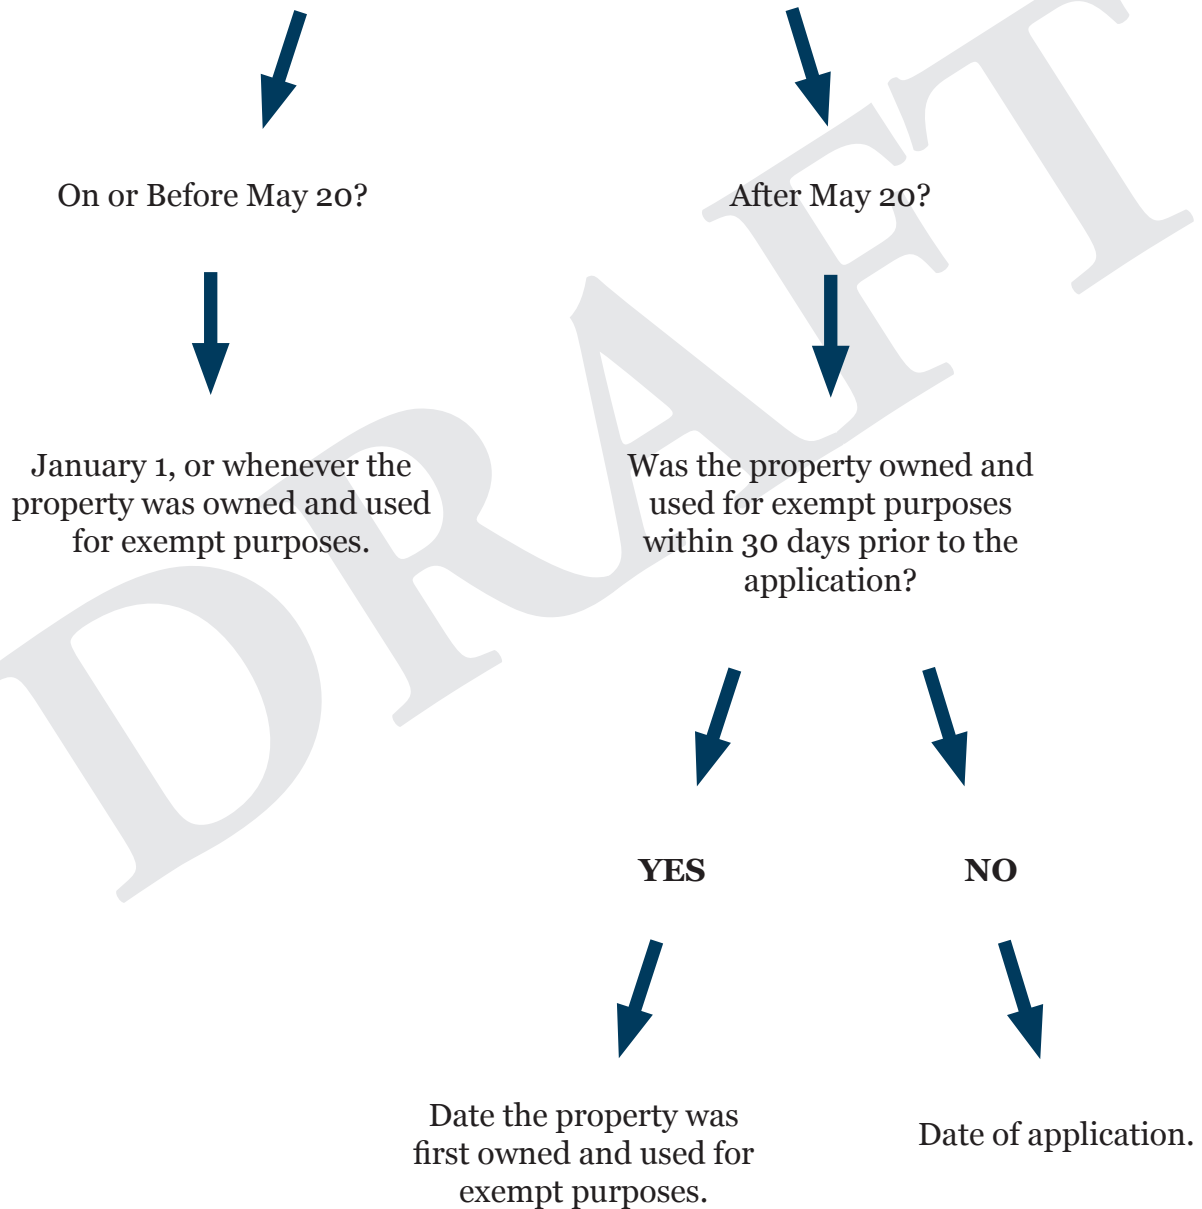 On or Before May 20?
After May 20?
January 1, or whenever the
property was owned and used
for exempt purposes.
Was the property owned and
used for exempt purposes
within 30 days prior to the
application?
YES
NO
Date the property was
first owned and used for
exempt purposes.
Date of application.
DRAFT